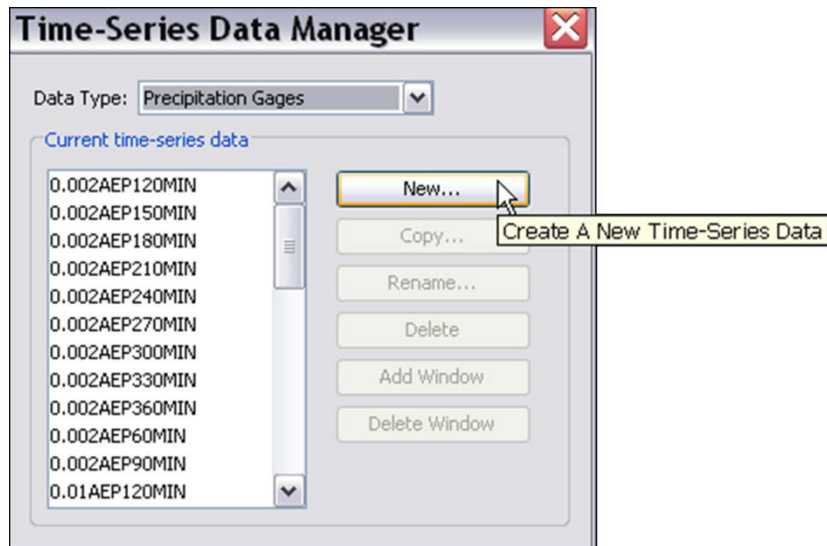 Time-Series Data Manager
Data Type: Precipitation Gages
Current time-series data
0.002AEP120MIN
0.002AEP150MIN
0.002AEP180MIN
0.002AEP210MIN
0.002AEP240MIN
0.002AEP270MIN
0.002AEP300MIN
0.002AEP330MIN
0.002AEP360MIN
0.002AEP60MIN
0.002AEP90MIN
0.01AEP120MIN
New...
Create A New Time-Series Data
Copy...
Rename...
Delete
Add Window
Delete Window